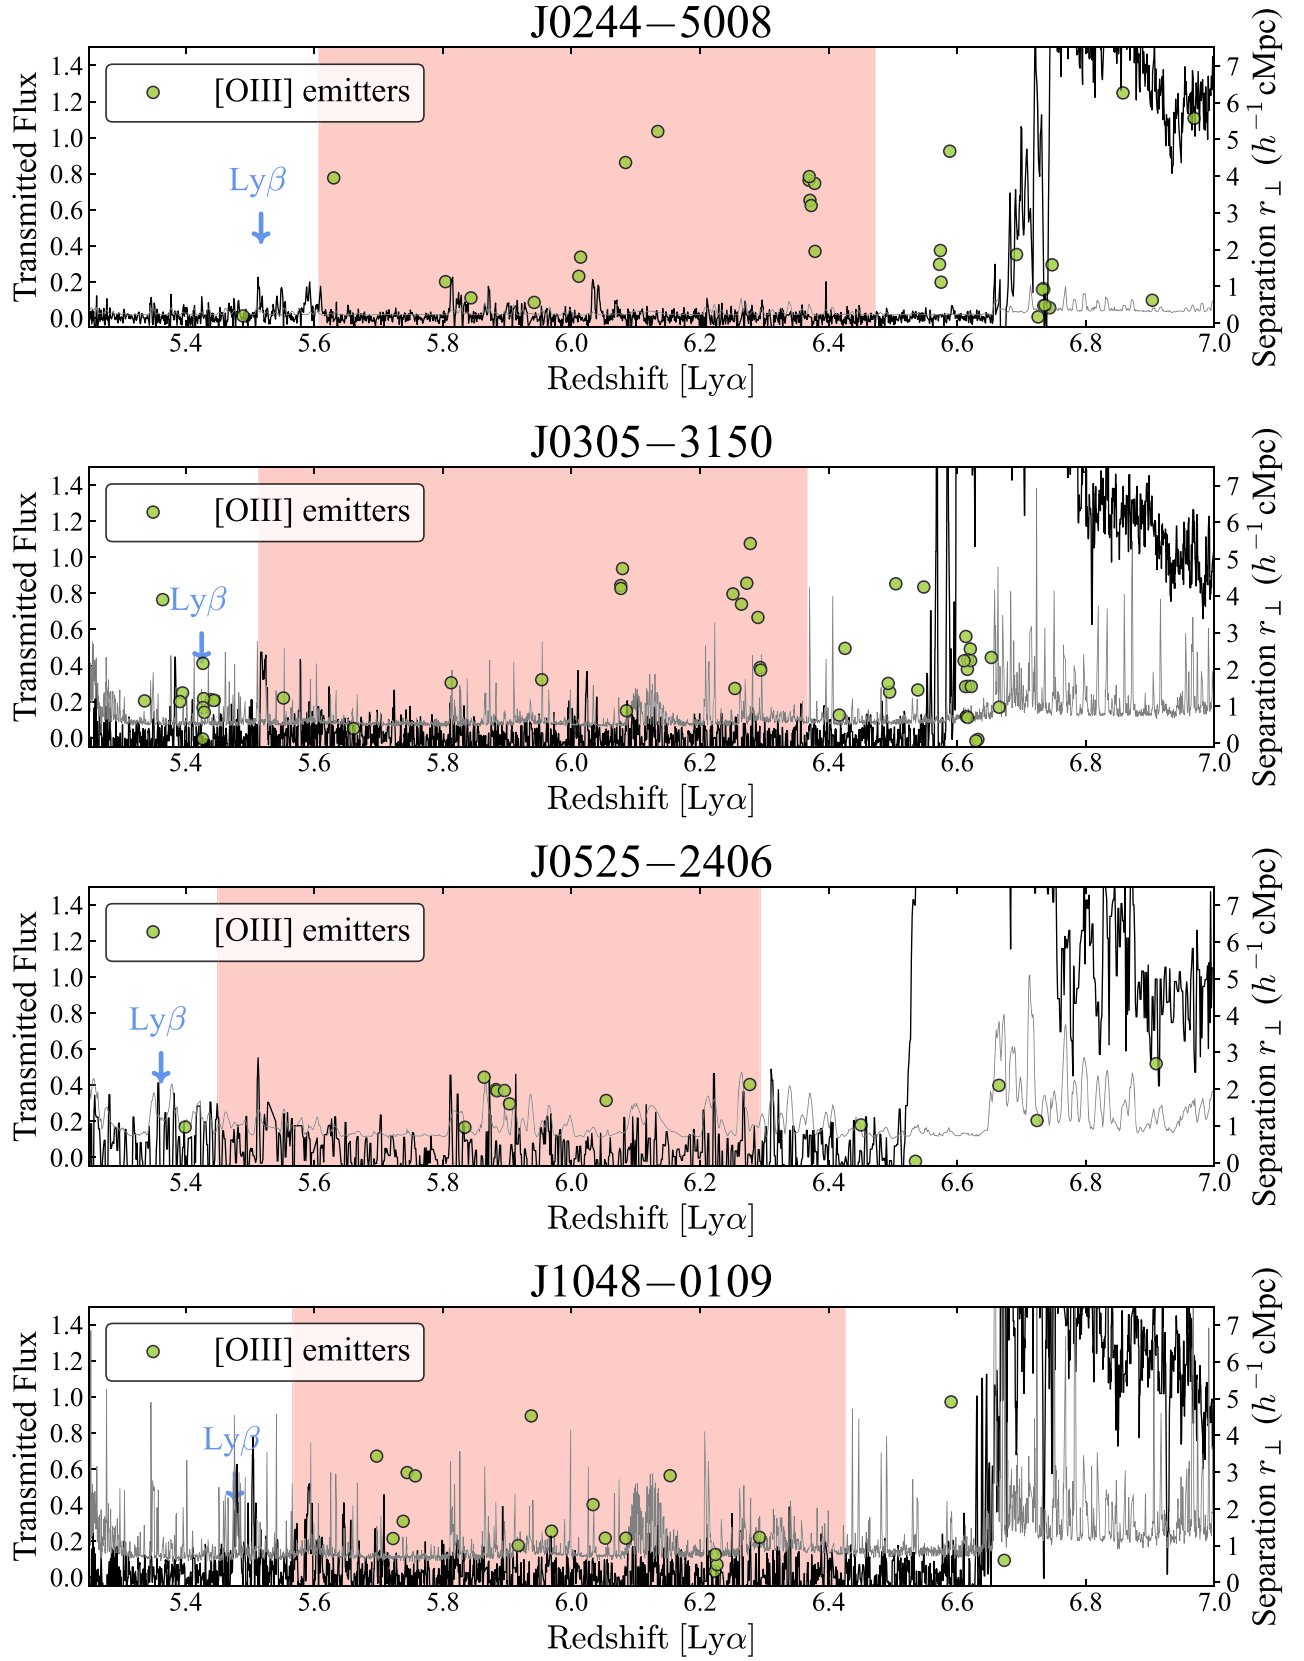 J0244−5008
Transmitted Flux
1.4
1.2
1.0
0.8
0.6
0.4
0.2
0.0
[OIII] emitters
Lyβ
7
6
5
4
3
2
1
0
Separation r⊥ (h⁻¹ cMpc)
5.4 5.6 5.8 6.0 6.2 6.4 6.6 6.8 7.0
Redshift [Lyα]
J0305−3150
Transmitted Flux
1.4
1.2
1.0
0.8
0.6
0.4
0.2
0.0
[OIII] emitters
Lyβ
7
6
5
4
3
2
1
0
Separation r⊥ (h⁻¹ cMpc)
5.4 5.6 5.8 6.0 6.2 6.4 6.6 6.8 7.0
Redshift [Lyα]
J0525−2406
Transmitted Flux
1.4
1.2
1.0
0.8
0.6
0.4
0.2
0.0
[OIII] emitters
Lyβ
7
6
5
4
3
2
1
0
Separation r⊥ (h⁻¹ cMpc)
5.4 5.6 5.8 6.0 6.2 6.4 6.6 6.8 7.0
Redshift [Lyα]
J1048−0109
Transmitted Flux
1.4
1.2
1.0
0.8
0.6
0.4
0.2
0.0
[OIII] emitters
Lyβ
7
6
5
4
3
2
1
0
Separation r⊥ (h⁻¹ cMpc)
5.4 5.6 5.8 6.0 6.2 6.4 6.6 6.8 7.0
Redshift [Lyα]